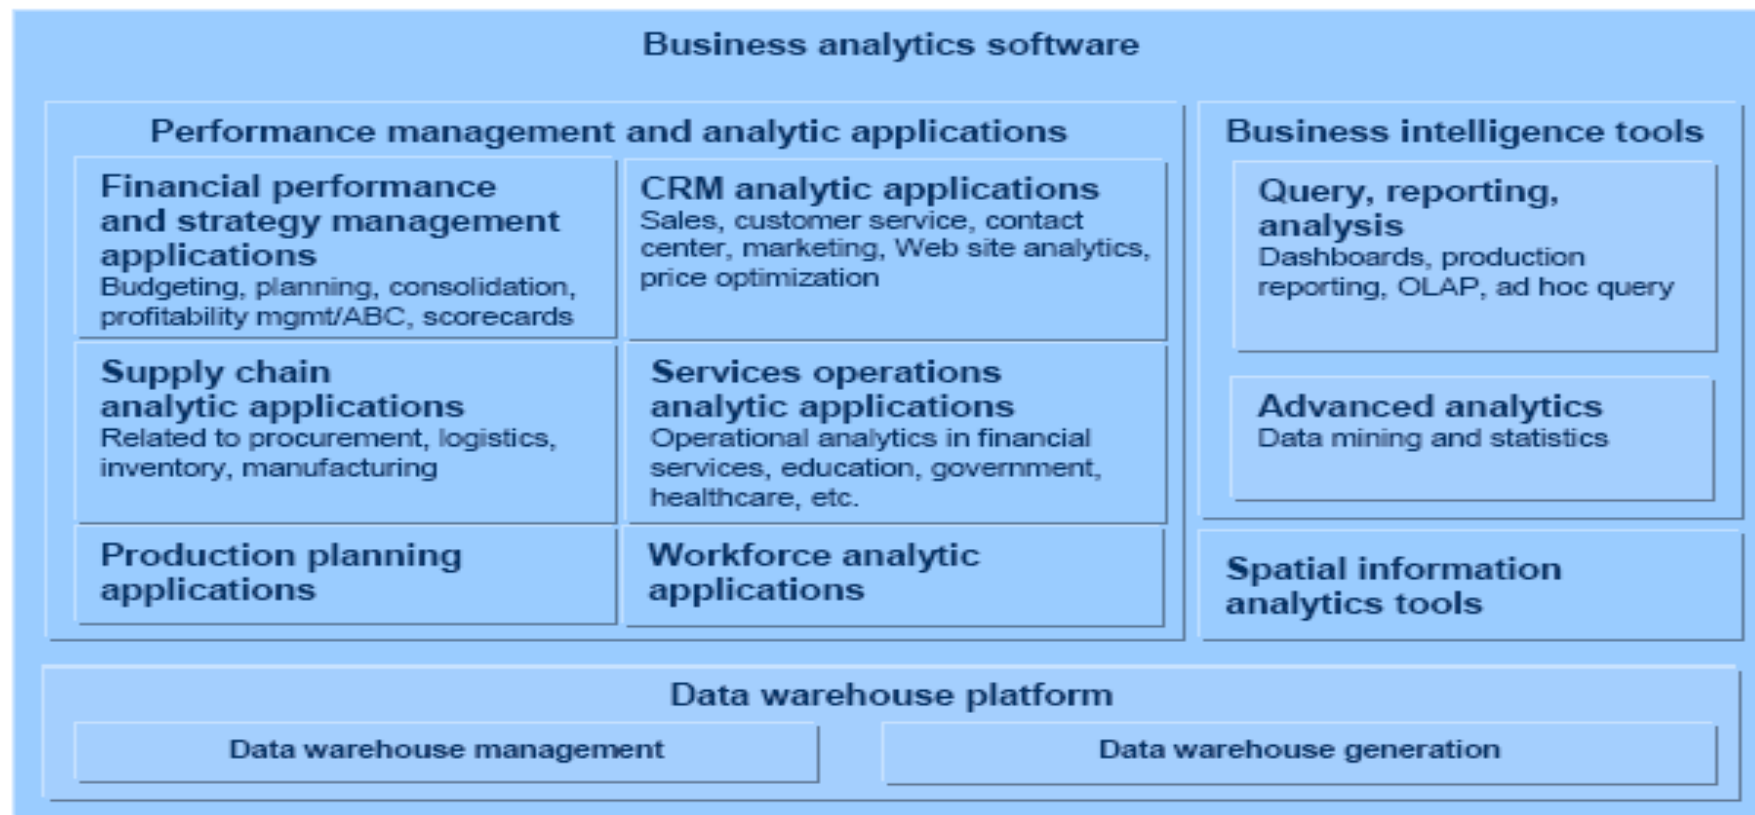 Business analytics software
Performance management and analytic applications
Financial performance
and strategy management
applications
Budgeting, planning, consolidation,
profitability mgmt/ABC, scorecards
CRM analytic applications
Sales, customer service, contact
center, marketing, Web site analytics,
price optimization
Supply chain
analytic applications
Related to procurement, logistics,
inventory, manufacturing
Services operations
analytic applications
Operational analytics in financial
services, education, government,
healthcare, etc.
Production planning
applications
Workforce analytic
applications
Business intelligence tools
Query, reporting,
analysis
Dashboards, production
reporting, OLAP, ad hoc query
Advanced analytics
Data mining and statistics
Spatial information
analytics tools
Data warehouse platform
Data warehouse management
Data warehouse generation